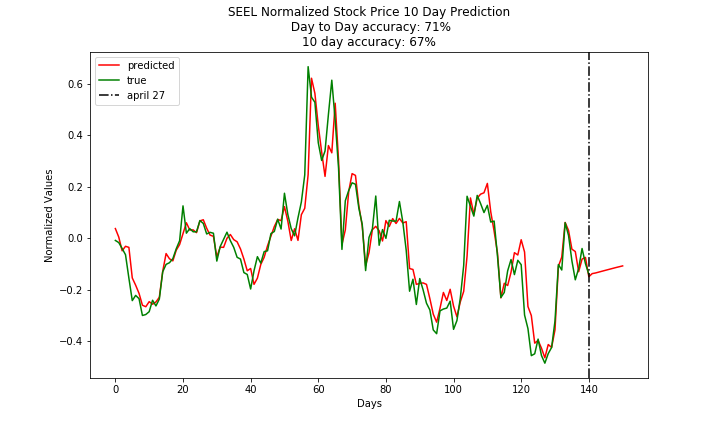 SEEL Normalized Stock Price 10 Day Prediction
Day to Day accuracy: 71%
10 day accuracy: 67%
predicted
true
april 27
Normalized Values
0.6
0.4
0.2
0.0
−0.2
−0.4
0 20 40 60 80 100 120 140
Days